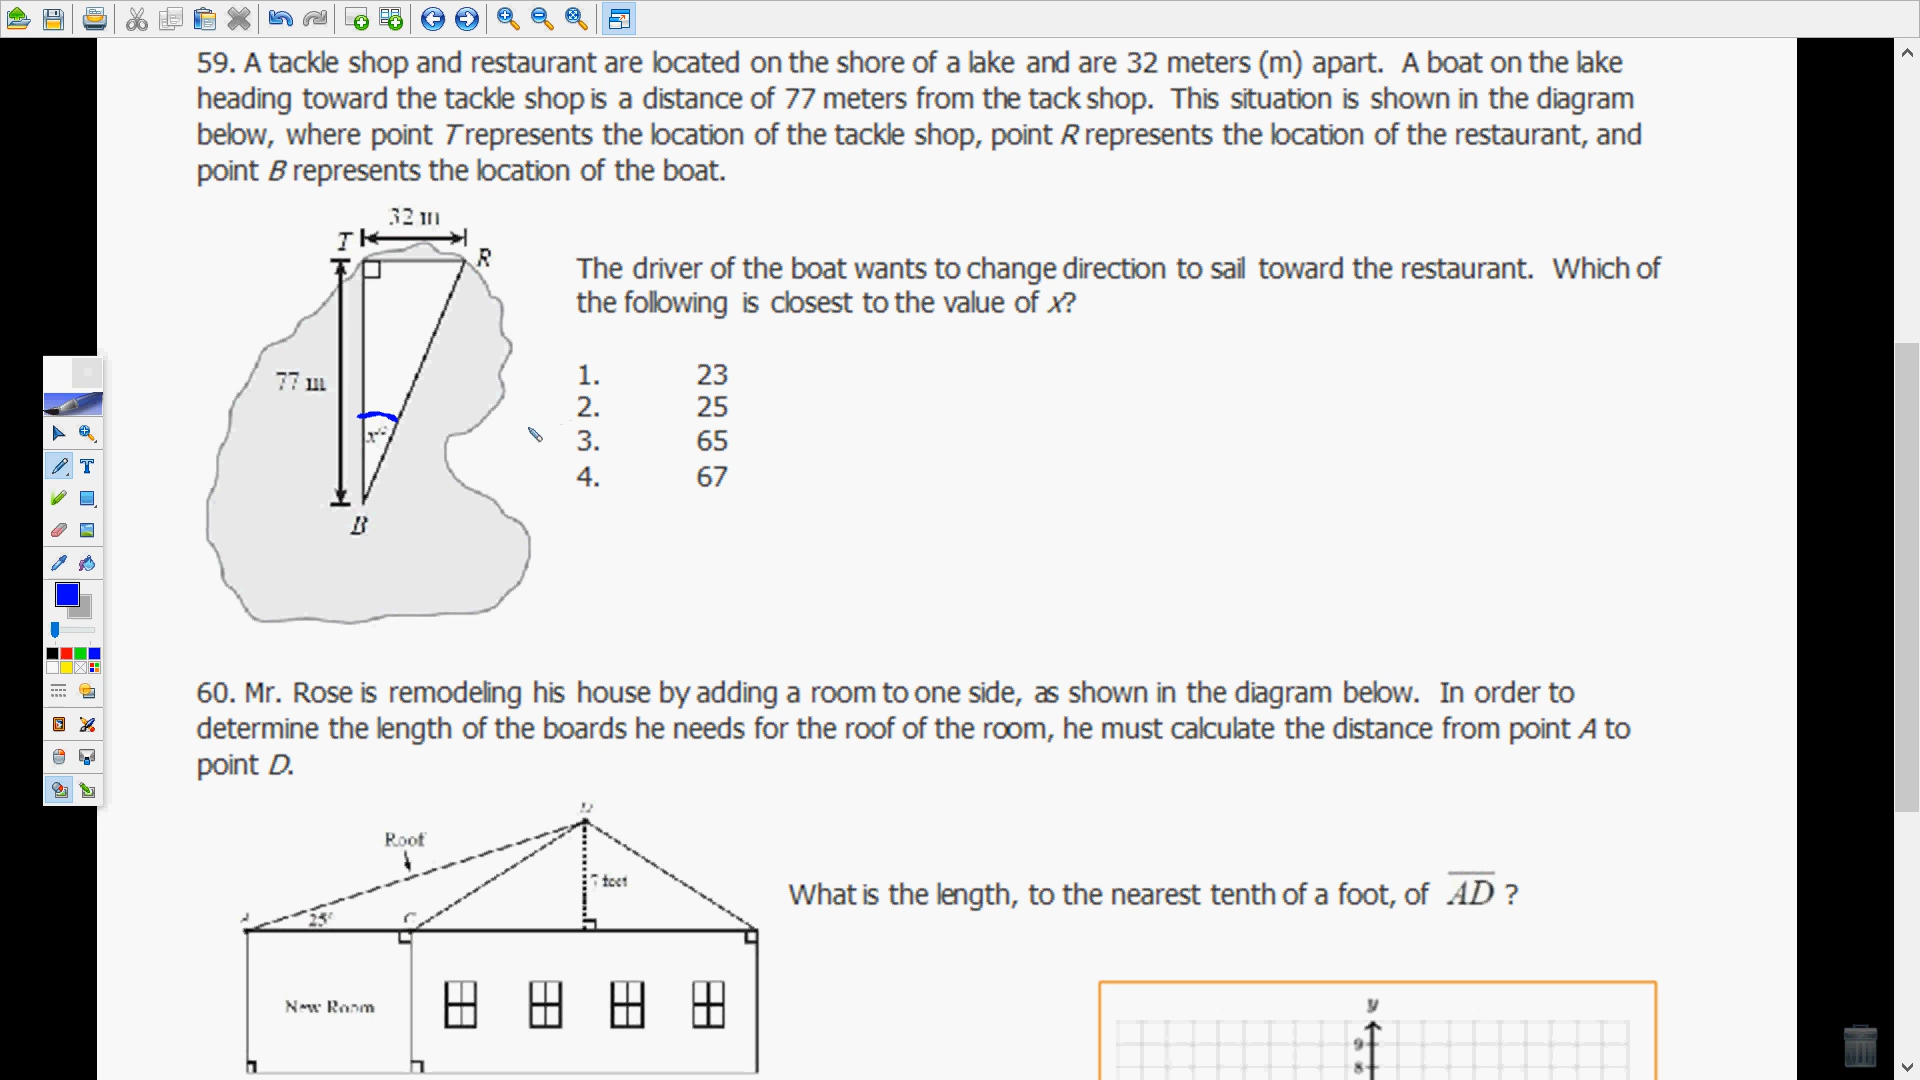 59. A tackle shop and restaurant are located on the shore of a lake and are 32 meters (m) apart. A boat on the lake
heading toward the tackle shop is a distance of 77 meters from the tack shop. This situation is shown in the diagram
below, where point T represents the location of the tackle shop, point R represents the location of the restaurant, and
point B represents the location of the boat.
32 m
T
R
77 m
x°
B
The driver of the boat wants to change direction to sail toward the restaurant. Which of
the following is closest to the value of x?
1. 23
2. 25
3. 65
4. 67
60. Mr. Rose is remodeling his house by adding a room to one side, as shown in the diagram below. In order to
determine the length of the boards he needs for the roof of the room, he must calculate the distance from point A to
point D.
D
Roof
7 feet
A
25°
C
New Room
What is the length, to the nearest tenth of a foot, of AD ?
y
9
8
T